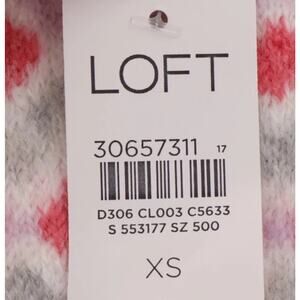 LOFT
30657311 17
D306 CL003 C5633
S 553177 SZ 500
XS